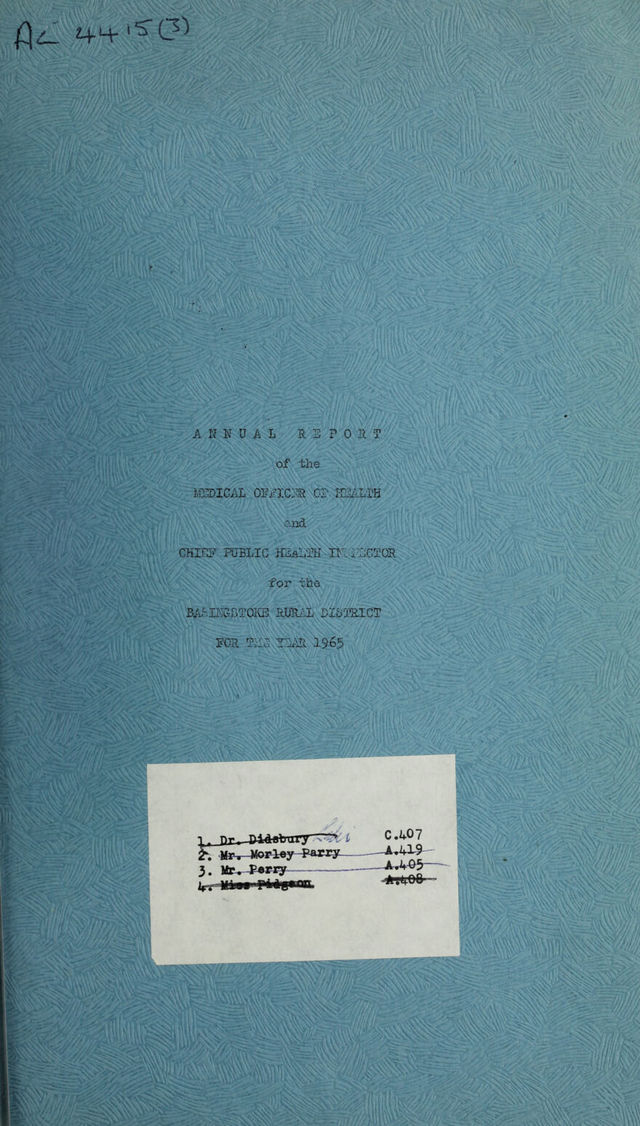 AC 4415(3)
ANNUAL REPORT
of the
MEDICAL OFFICER OF HEALTH
and
CHIEF PUBLIC HEALTH INSPECTOR
for the
BASINGSTOKE RURAL DISTRICT
FOR THE YEAR 1965
1. Dr. Didsbury C.407
2. Mr. Morley Parry A.419
3. Mr. Perry A.405
4. Miss Pidgeon A.408